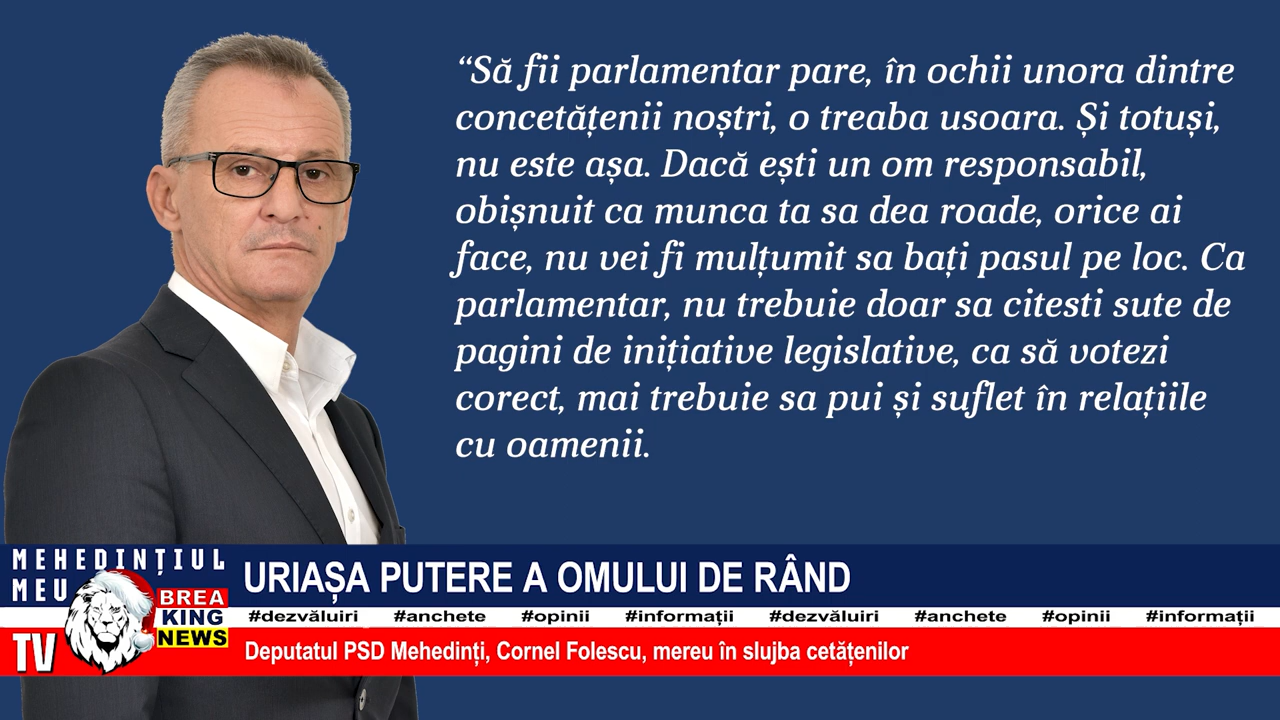 “Să fii parlamentar pare, în ochii unora dintre
concetățenii noștri, o treaba usoara. Și totuși,
nu este așa. Dacă ești un om responsabil,
obișnuit ca munca ta sa dea roade, orice ai
face, nu vei fi mulțumit sa bați pasul pe loc. Ca
parlamentar, nu trebuie doar sa citesti sute de
pagini de inițiative legislative, ca să votezi
corect, mai trebuie sa pui și suflet în relațiile
cu oamenii.
MEHEDINȚIUL
MEU
TV
BREA
KING
NEWS
URIAȘA PUTERE A OMULUI DE RÂND
#dezvăluiri #anchete #opinii #informații #dezvăluiri #anchete #opinii #informații
Deputatul PSD Mehedinți, Cornel Folescu, mereu în slujba cetățenilor